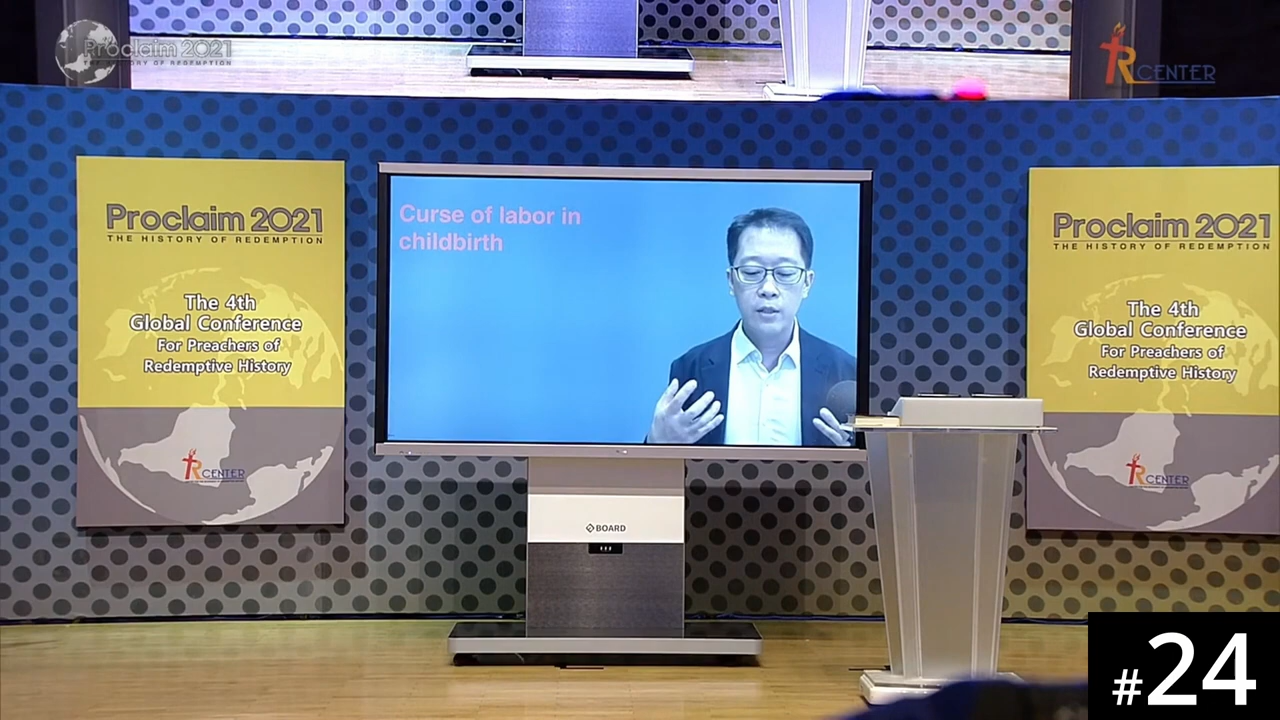 Proclaim 2021
THE HISTORY OF REDEMPTION
RCENTER
Proclaim 2021
THE HISTORY OF REDEMPTION
The 4th
Global Conference
For Preachers of
Redemptive History
RCENTER
Curse of labor in
childbirth
BOARD
Proclaim 2021
THE HISTORY OF REDEMPTION
The 4th
Global Conference
For Preachers of
Redemptive History
RCENTER
#24